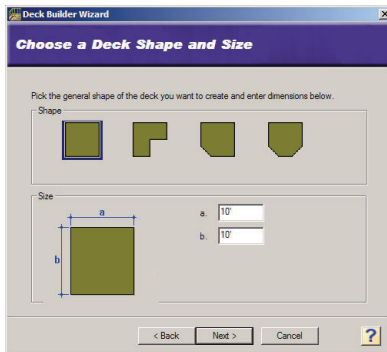 Deck Builder Wizard
Choose a Deck Shape and Size
Pick the general shape of the deck you want to create and enter dimensions below.
Shape
Size
a
a. 10'
b
b. 10'
< Back Next > Cancel ?